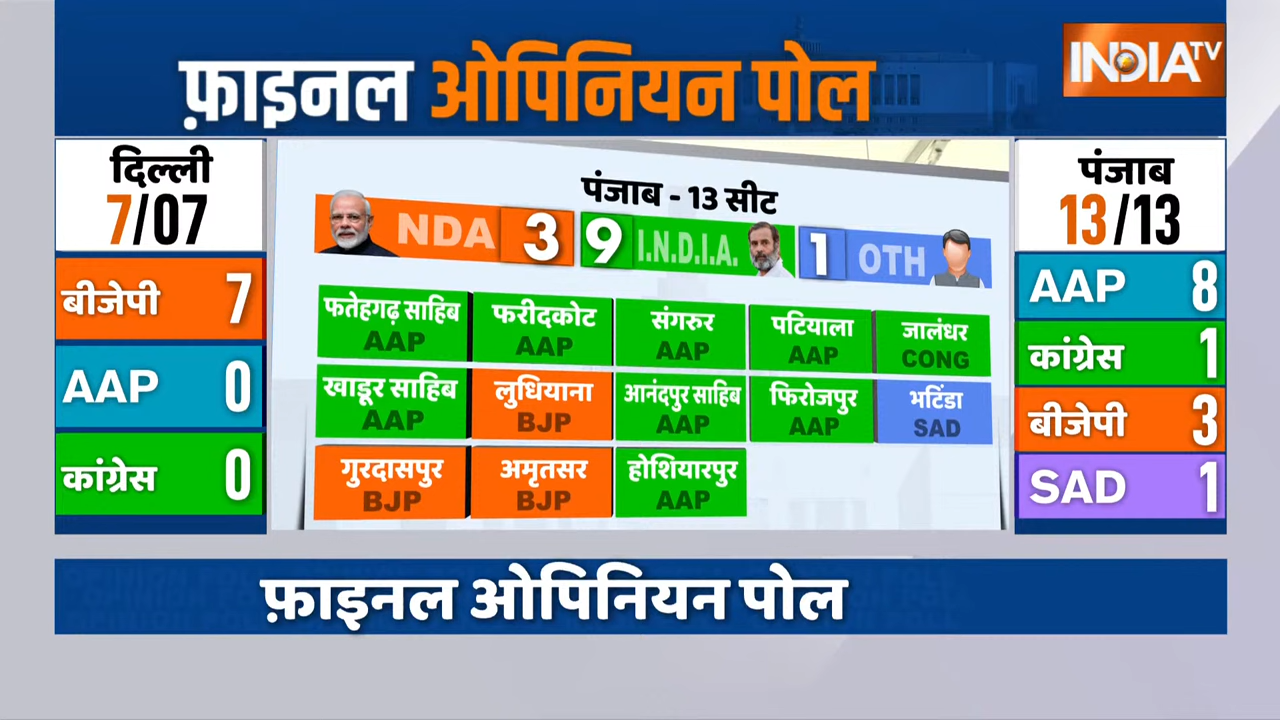 फ़ाइनल ओपिनियन पोल
INDIA TV
दिल्ली
7/07
बीजेपी 7
AAP 0
कांग्रेस 0
पंजाब - 13 सीट
NDA 3
9 I.N.D.I.A.
1 OTH
फतेहगढ़ साहिब
AAP
फरीदकोट
AAP
संगरुर
AAP
पटियाला
AAP
जालंधर
CONG
खाडूर साहिब
AAP
लुधियाना
BJP
आनंदपुर साहिब
AAP
फिरोजपुर
AAP
भटिंडा
SAD
गुरदासपुर
BJP
अमृतसर
BJP
होशियारपुर
AAP
पंजाब
13/13
AAP 8
कांग्रेस 1
बीजेपी 3
SAD 1
फ़ाइनल ओपिनियन पोल